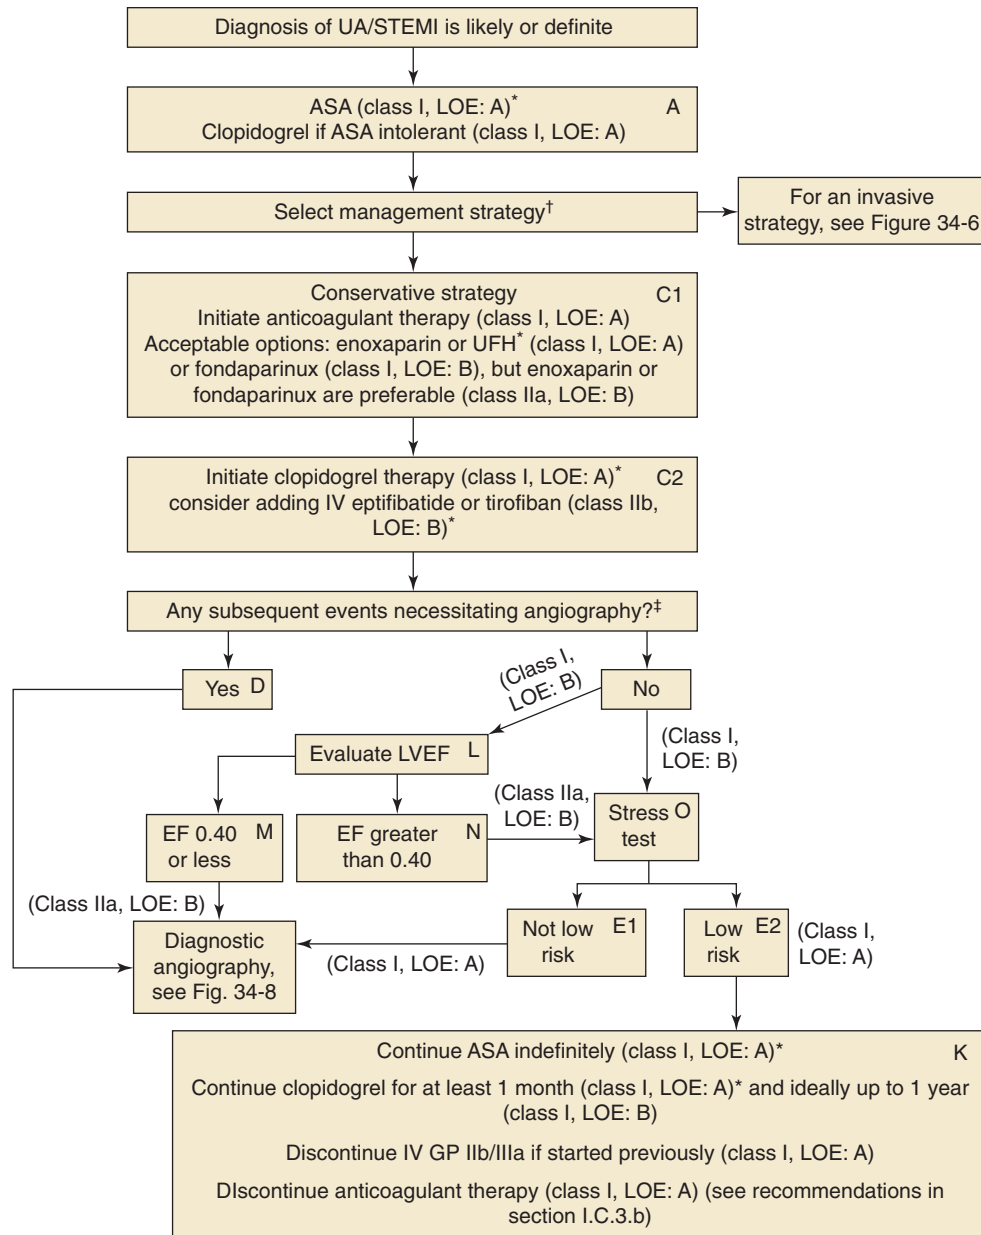 Diagnosis of UA/STEMI is likely or definite
ASA (class I, LOE: A)*
A
Clopidogrel if ASA intolerant (class I, LOE: A)
Select management strategy†
For an invasive
strategy, see Figure 34-6
Conservative strategy
C1
Initiate anticoagulant therapy (class I, LOE: A)
Acceptable options: enoxaparin or UFH* (class I, LOE: A)
or fondaparinux (class I, LOE: B), but enoxaparin or
fondaparinux are preferable (class IIa, LOE: B)
Initiate clopidogrel therapy (class I, LOE: A)*
C2
consider adding IV eptifibatide or tirofiban (class IIb,
LOE: B)*
Any subsequent events necessitating angiography?‡
Yes D
No
(Class I,
LOE: B)
(Class I,
LOE: B)
Evaluate LVEF L
EF 0.40 M
or less
EF greater N
than 0.40
(Class IIa,
LOE: B)
Stress O
test
(Class IIa, LOE: B)
Diagnostic
angiography,
see Fig. 34-8
Not low E1
risk
(Class I, LOE: A)
Low E2
risk
(Class I,
LOE: A)
Continue ASA indefinitely (class I, LOE: A)*
K
Continue clopidogrel for at least 1 month (class I, LOE: A)* and ideally up to 1 year
(class I, LOE: B)
Discontinue IV GP IIb/IIIa if started previously (class I, LOE: A)
DIscontinue anticoagulant therapy (class I, LOE: A) (see recommendations in
section I.C.3.b)